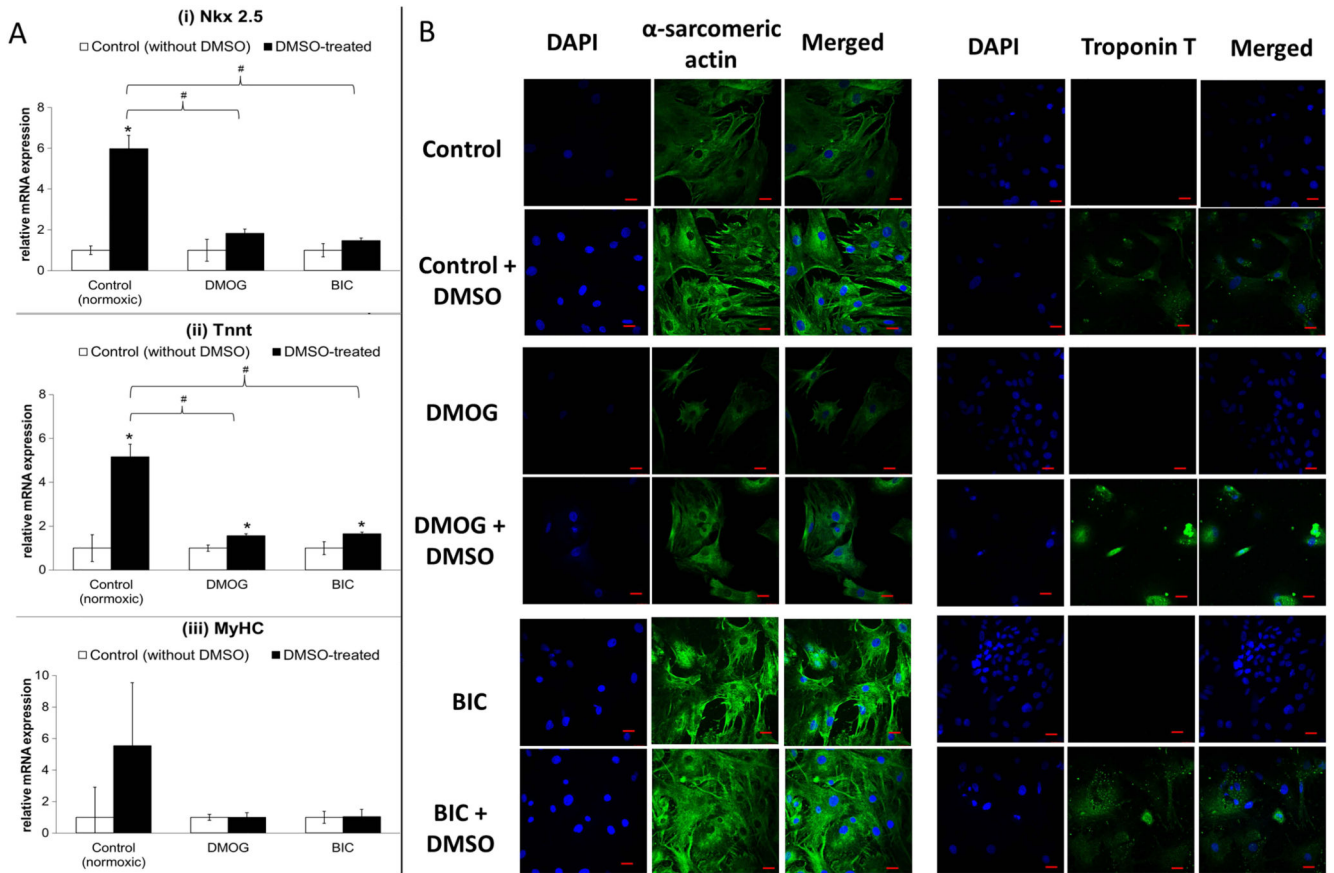 A
(i) Nkx 2.5
Control (without DMSO) DMSO-treated
#
#
relative mRNA expression
8
6
4
2
0
*
Control (normoxic) DMOG BIC
(ii) Tnnt
Control (without DMSO) DMSO-treated
#
#
relative mRNA expression
8
6
4
2
0
*
*
*
Control (normoxic) DMOG BIC
(iii) MyHC
Control (without DMSO) DMSO-treated
relative mRNA expression
10
8
6
4
2
0
Control (normoxic) DMOG BIC
B
DAPI α-sarcomeric actin Merged DAPI Troponin T Merged
Control
Control + DMSO
DMOG
DMOG + DMSO
BIC
BIC + DMSO